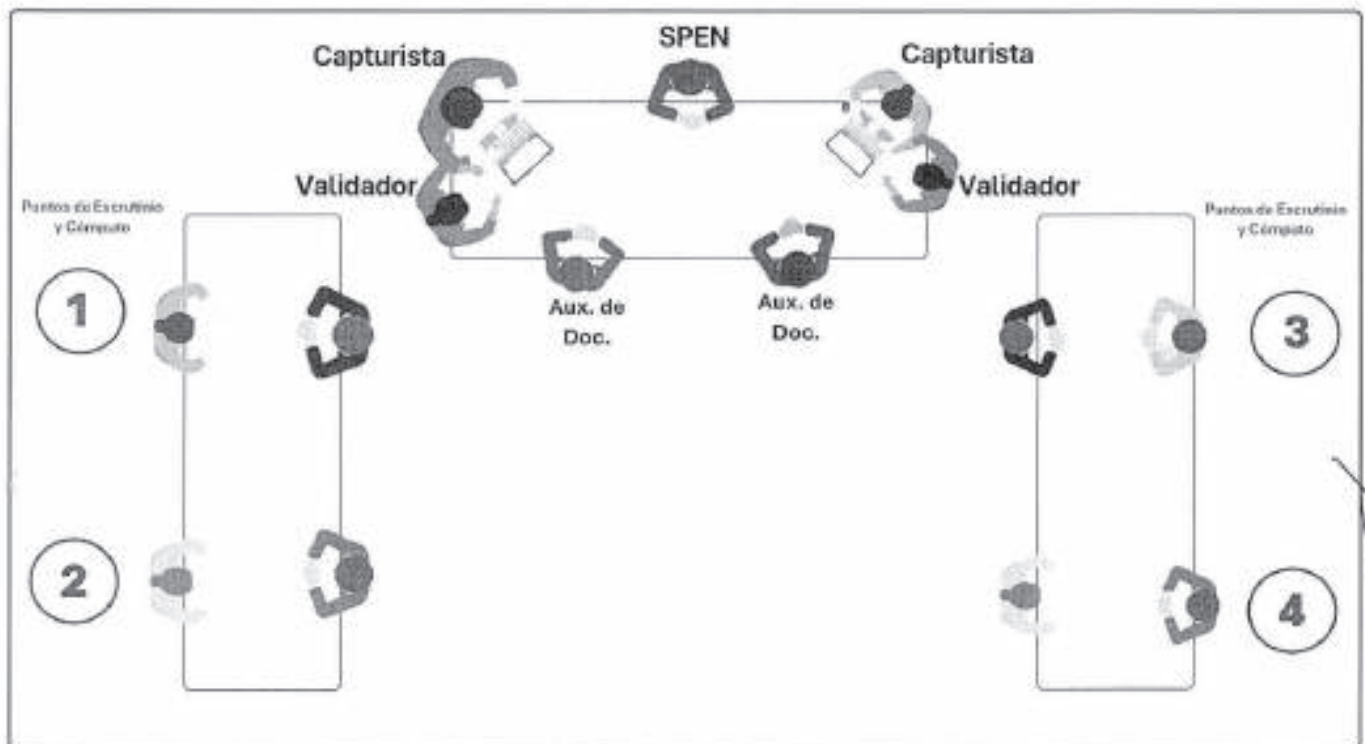 SPEN
Capturista
Capturista
Validador
Validador
Puntos de Escrutinio
y Cómputo
Puntos de Escrutinio
y Cómputo
1
3
Aux. de
Doc.
Aux. de
Doc.
2
4